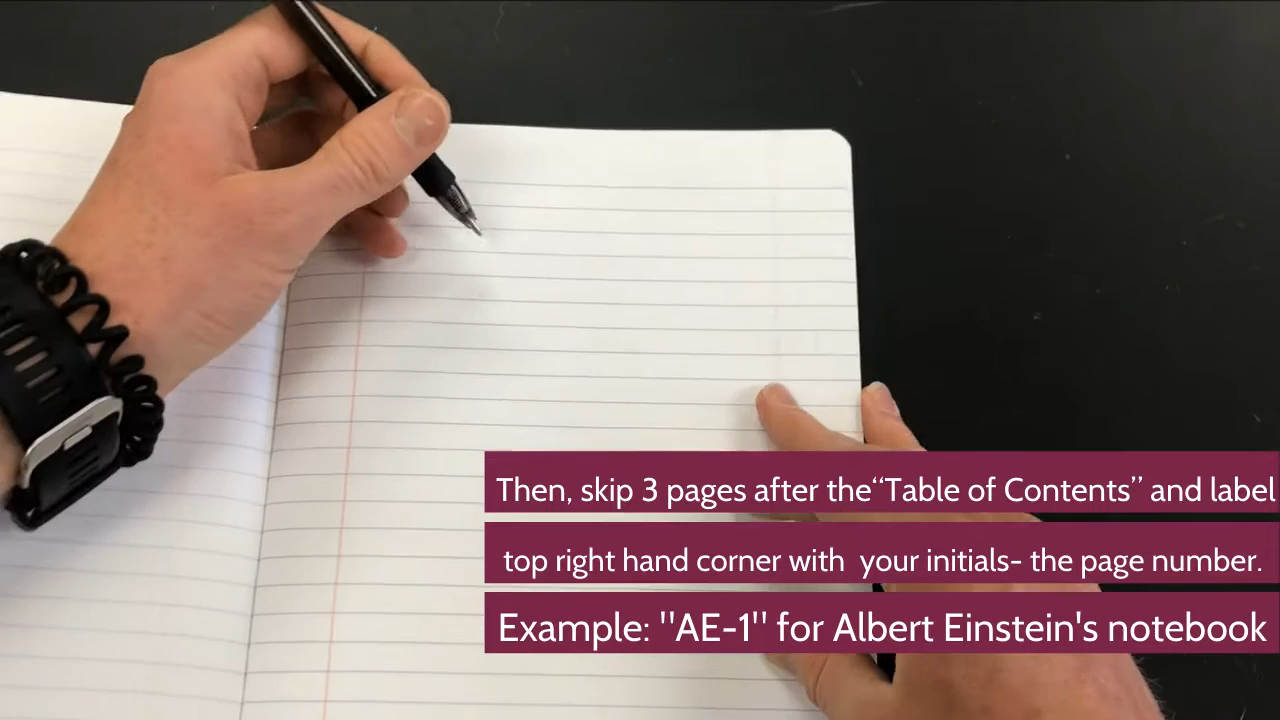 Then, skip 3 pages after the“Table of Contents” and label
top right hand corner with  your initials- the page number.
Example: "AE-1" for Albert Einstein's notebook